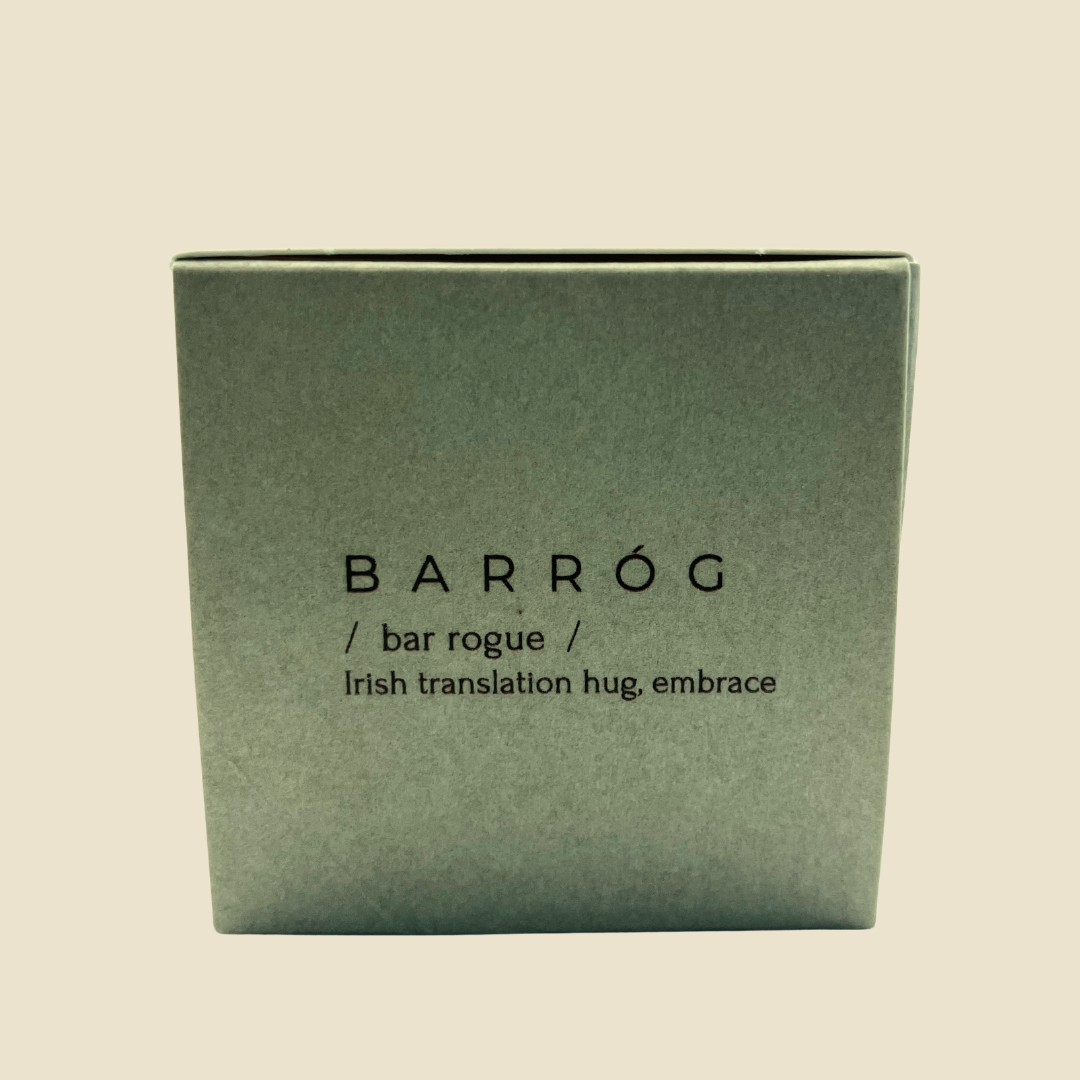 BARRÓG
/ bar rogue /
Irish translation hug, embrace